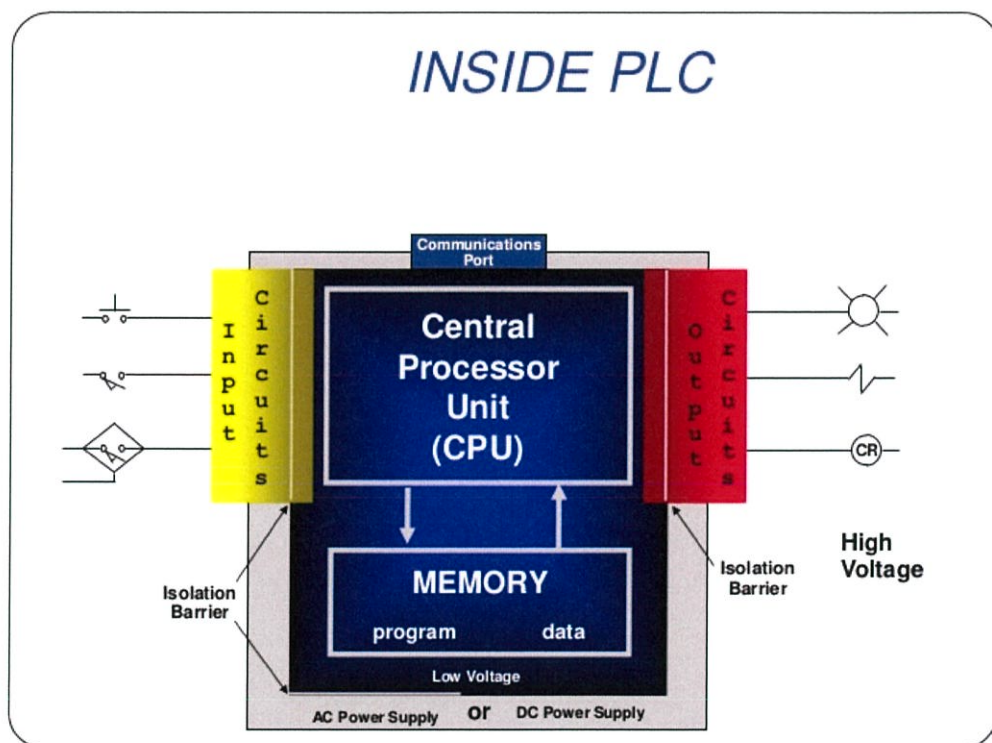 INSIDE PLC
Communications
Port
Input
Circuits
Central
Processor
Unit
(CPU)
Output
Circuits
CR
High
Voltage
Isolation
Barrier
Isolation
Barrier
MEMORY
program data
Low Voltage
AC Power Supply or DC Power Supply